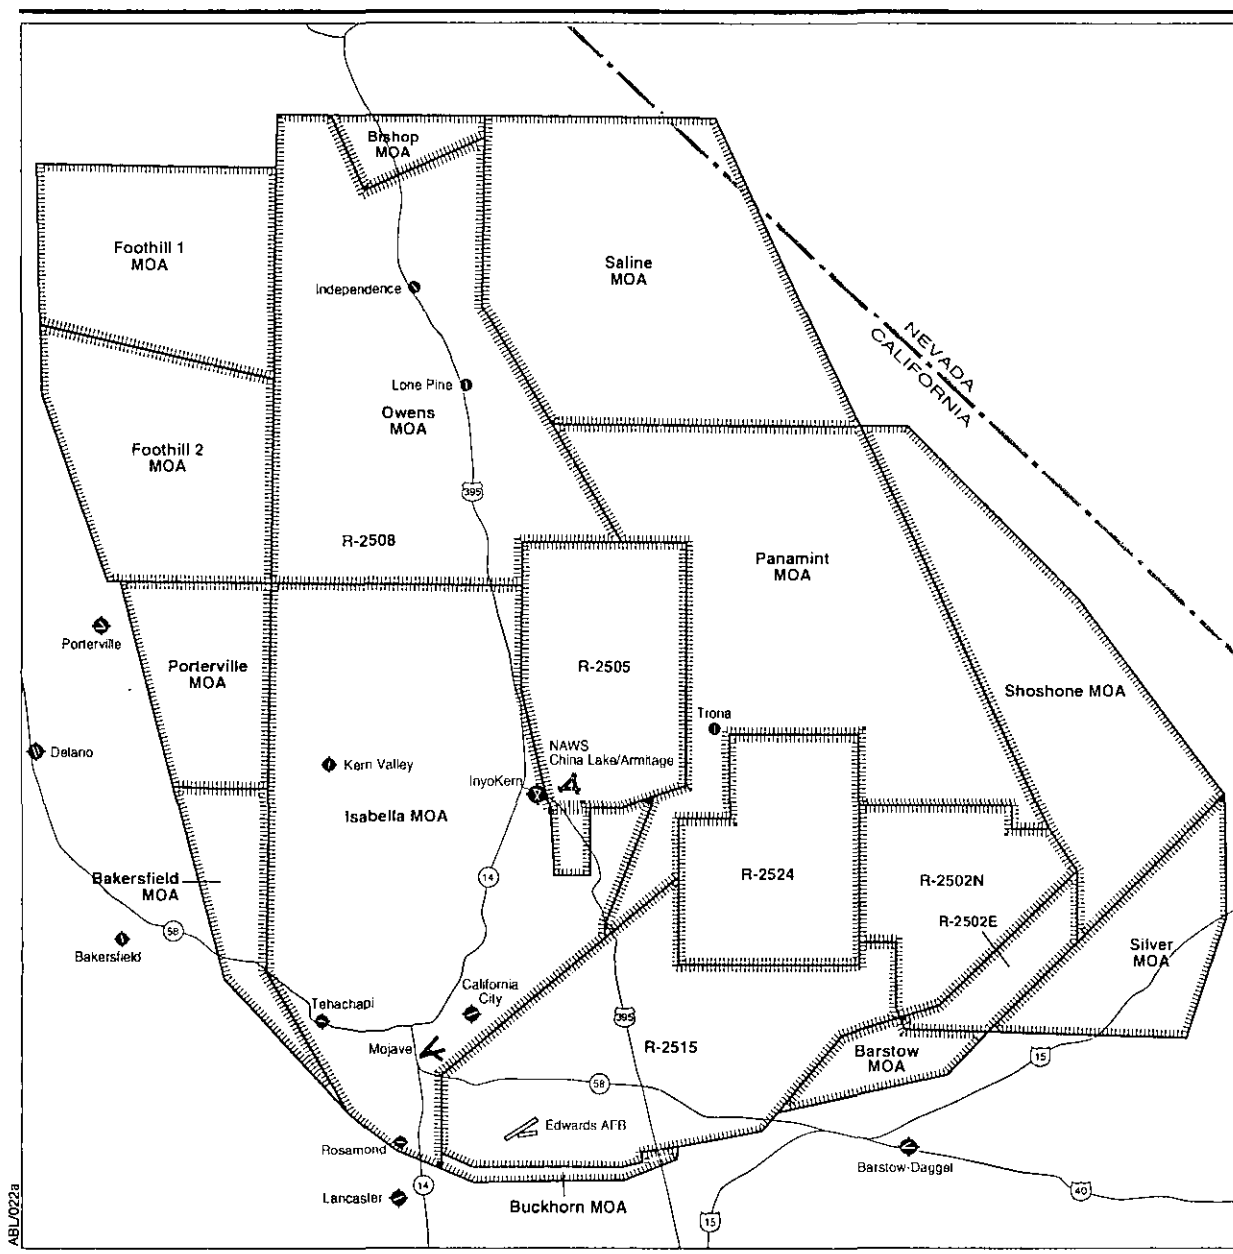 Bishop
MOA
Foothill 1
MOA
Saline
MOA
Independence
NEVADA
CALIFORNIA
Lone Pine
Owens
MOA
Foothill 2
MOA
395
R-2508
Panamint
MOA
Porterville
Porterville
MOA
R-2505
Shoshone MOA
Trona
Delano
Kern Valley
NAWS
China Lake/Armitage
InyoKern
Isabella MOA
Bakersfield
MOA
14
R-2524
R-2502N
R-2502E
58
Bakersfield
Silver
MOA
Tehachapi
California
City
395
Mojave
R-2515
Barstow
MOA
15
58
Edwards AFB
Rosamond
Barstow-Dagget
Lancaster
14
Buckhorn MOA
40
15
ABL/022a